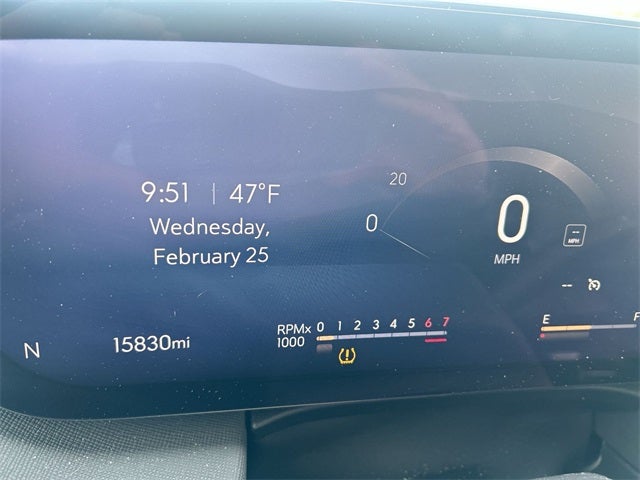 9:51 | 47°F
Wednesday,
February 25
20
0
0
MPH
--
MPH
--
E F
RPMx 0 1 2 3 4 5 6 7
1000
N
15830mi